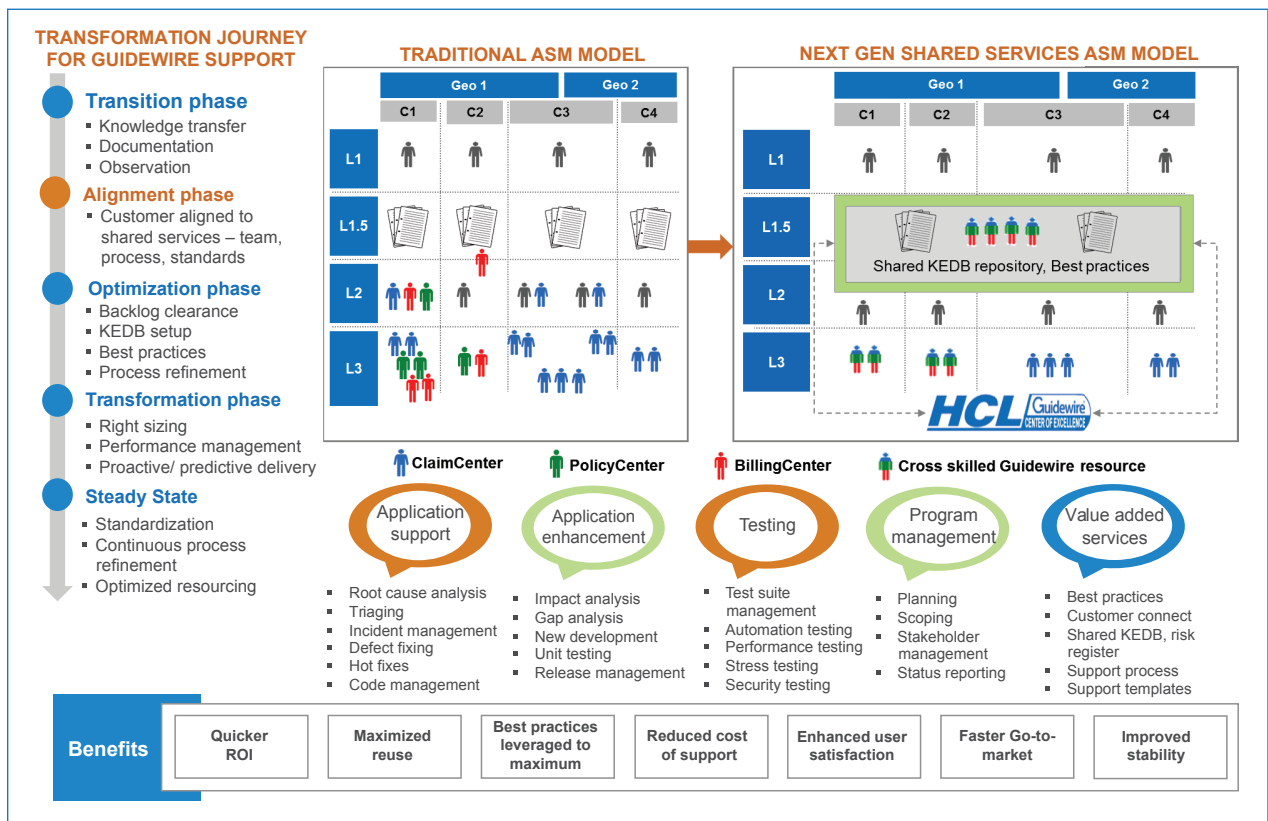 TRANSFORMATION JOURNEY
FOR GUIDEWIRE SUPPORT
Transition phase
▪ Knowledge transfer
▪ Documentation
▪ Observation
Alignment phase
▪ Customer aligned to
shared services – team,
process, standards
Optimization phase
▪ Backlog clearance
▪ KEDB setup
▪ Best practices
▪ Process refinement
Transformation phase
▪ Right sizing
▪ Performance management
▪ Proactive/ predictive delivery
Steady State
▪ Standardization
▪ Continuous process
refinement
▪ Optimized resourcing
TRADITIONAL ASM MODEL
Geo 1
Geo 2
C1
C2
C3
C4
L1
L1.5
L2
L3
NEXT GEN SHARED SERVICES ASM MODEL
Geo 1
Geo 2
C1
C2
C3
C4
L1
L1.5
Shared KEDB repository, Best practices
L2
L3
HCL
Guidewire
CENTER OF EXCELLENCE
ClaimCenter
PolicyCenter
BillingCenter
Cross skilled Guidewire resource
Application
support
▪ Root cause analysis
▪ Triaging
▪ Incident management
▪ Defect fixing
▪ Hot fixes
▪ Code management
Application
enhancement
▪ Impact analysis
▪ Gap analysis
▪ New development
▪ Unit testing
▪ Release management
Testing
▪ Test suite
management
▪ Automation testing
▪ Performance testing
▪ Stress testing
▪ Security testing
Program
management
▪ Planning
▪ Scoping
▪ Stakeholder
management
▪ Status reporting
Value added
services
▪ Best practices
▪ Customer connect
▪ Shared KEDB, risk
register
▪ Support process
▪ Support templates
Benefits
Quicker
ROI
Maximized
reuse
Best practices
leveraged to
maximum
Reduced cost
of support
Enhanced user
satisfaction
Faster Go-to-
market
Improved
stability